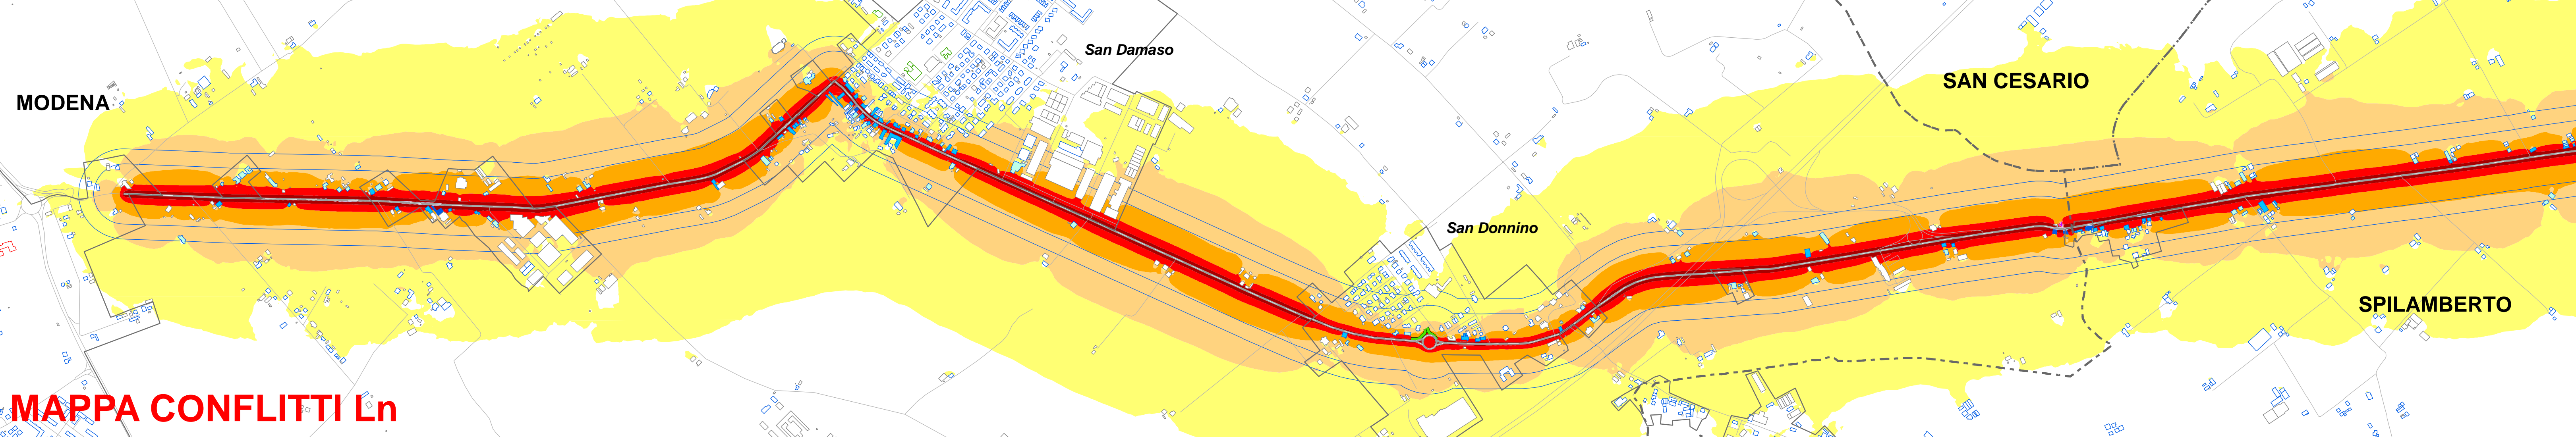 San Damaso
SAN CESARIO
MODENA
San Donnino
SPILAMBERTO
MAPPA CONFLITTI Ln